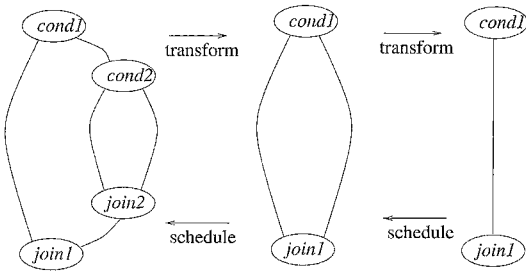 cond1
cond2
join2
join1
transform
schedule
cond1
join1
transform
schedule
cond1
join1